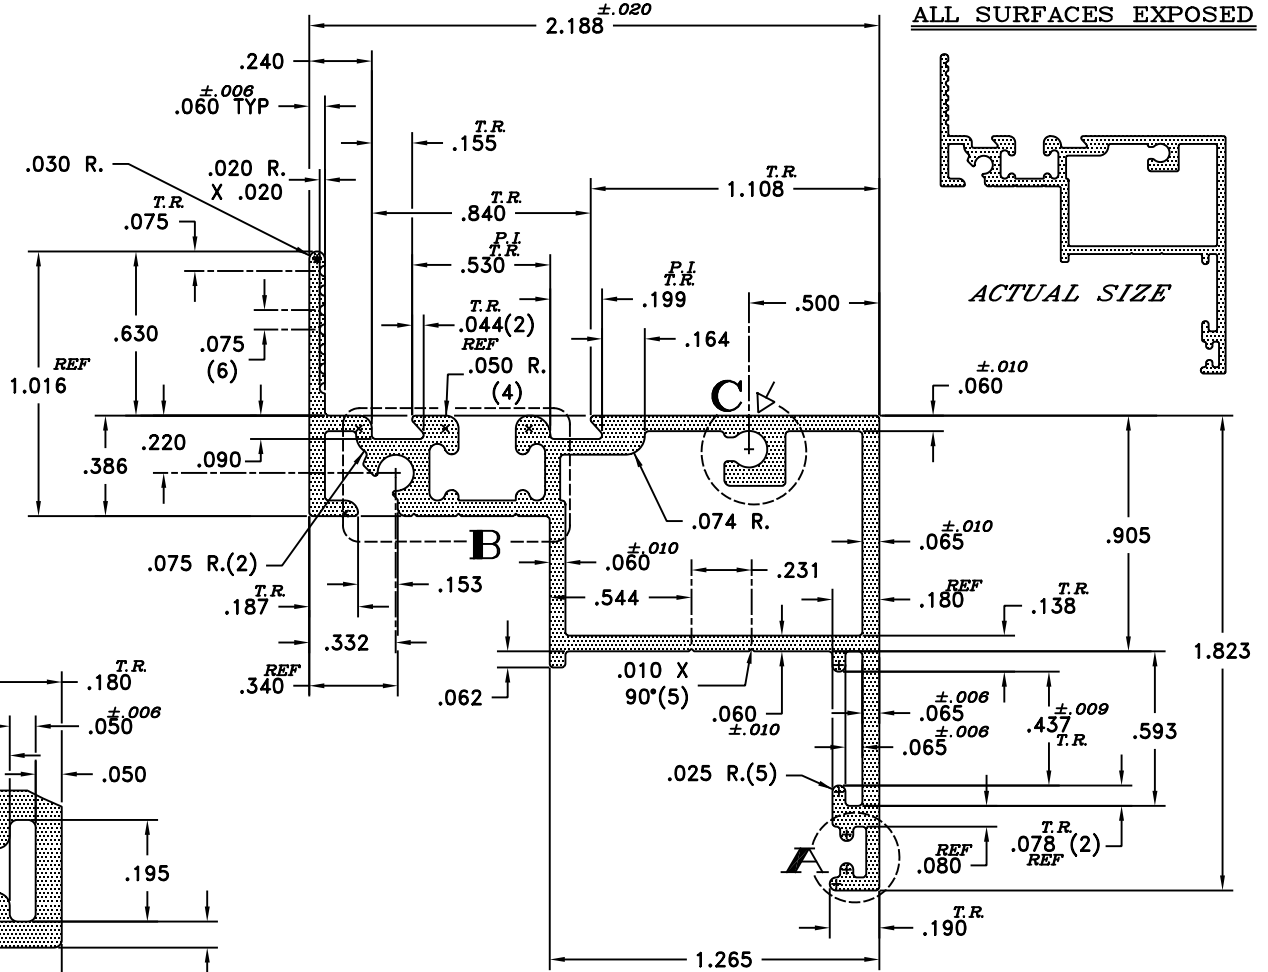 ±.020
2.188
ALL SURFACES EXPOSED
.240
±.006
.060 TYP
T.R.
.155
.030 R.
.020 R.
X .020
T.R.
1.108
T.R.
.075
T.R.
.840
P.I.
T.R.
.530
P.I.
T.R.
.199
.500
ACTUAL SIZE
.630
T.R.
.044(2)
REF
.050 R.
(4)
.164
.075
(6)
REF
1.016
±.010
.060
C
.220
.090
.386
.074 R.
B
±.010
.065
.905
.075 R.(2)
±.010
.060
.231
.153
T.R.
.187
.544
REF
.180
T.R.
.138
.332
REF
.340
.062
.010 X
90°(5)
.060
±.010
1.823
T.R.
.180
±.006
.050
.050
±.006
.065
±.006
.065
±.009
.437
T.R.
.593
.025 R.(5)
A
REF
.080
T.R.
.078 (2)
REF
.195
T.R.
.190
1.265